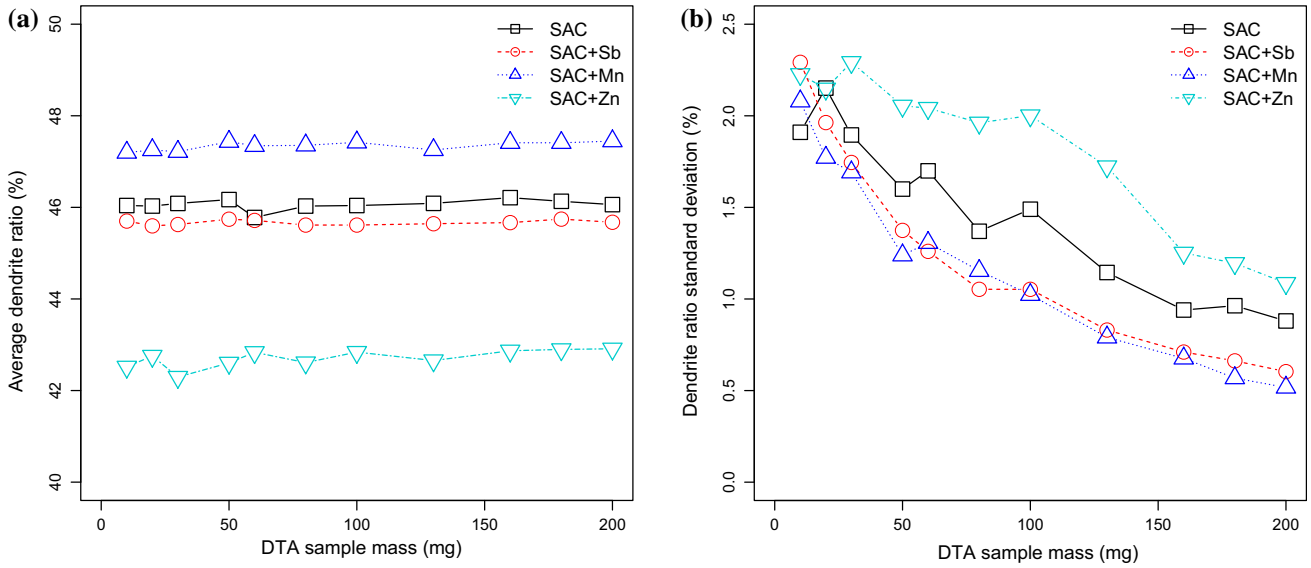 (a)
Average dendrite ratio (%)
50
48
46
44
42
40
SAC
SAC+Sb
SAC+Mn
SAC+Zn
0
50
100
150
200
DTA sample mass (mg)
(b)
Dendrite ratio standard deviation (%)
2.5
2.0
1.5
1.0
0.5
0.0
SAC
SAC+Sb
SAC+Mn
SAC+Zn
0
50
100
150
200
DTA sample mass (mg)